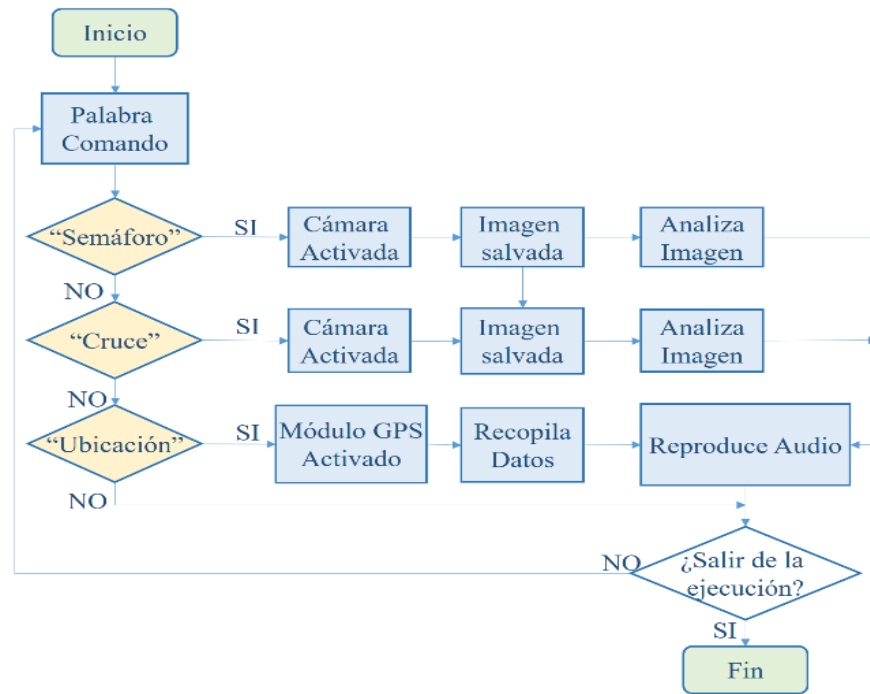 Inicio
Palabra
Comando
“Semáforo”
SI
Cámara
Activada
Imagen
salvada
Analiza
Imagen
NO
“Cruce”
SI
Cámara
Activada
Imagen
salvada
Analiza
Imagen
NO
“Ubicación”
SI
Módulo GPS
Activado
Recopila
Datos
Reproduce Audio
NO
¿Salir de la
ejecución?
NO
SI
Fin